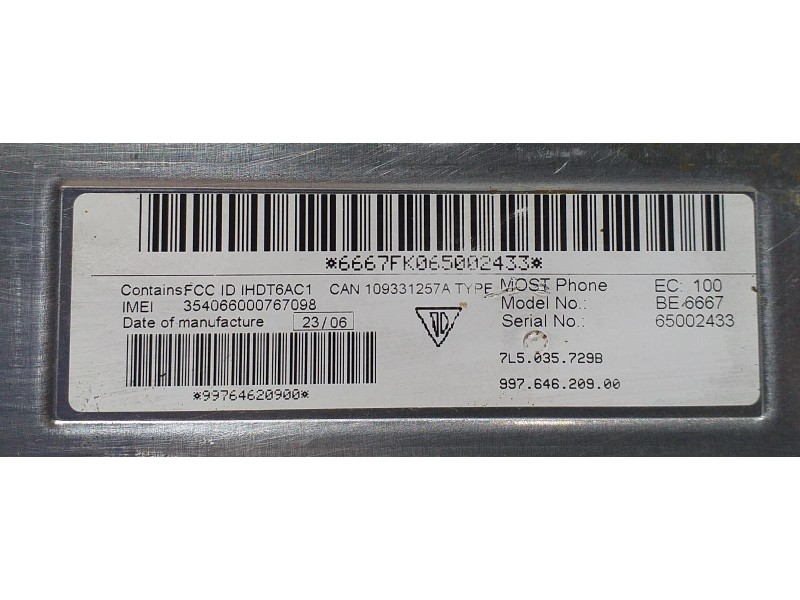 *6667FK065002433*
Contains:FCC ID IHDT6AC1 CAN 109331257A TYPE MOST Phone EC: 100
IMEI 354066000767098 Model No.: BE 6667
Date of manufacture 23/06 Serial No.: 65002433
7L5.035.729B
*99764620900* 997.646.209.00